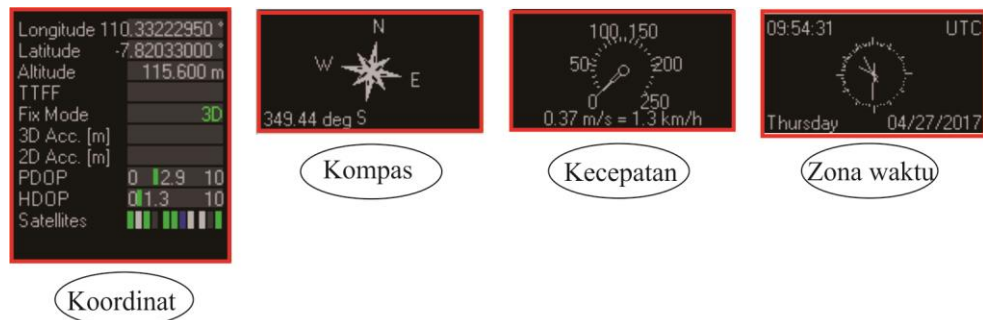 Longitude 110.33222950 °
Latitude -7.82033000 °
Altitude 115.600 m
TTFF
Fix Mode 3D
3D Acc. [m]
2D Acc. [m]
PDOP 0 2.9 10
HDOP 0 1.3 10
Satellites
Koordinat
N
W
E
349.44 deg S
Kompas
100 150
50 200
0 250
0.37 m/s = 1.3 km/h
Kecepatan
09:54:31 UTC
Thursday 04/27/2017
Zona waktu